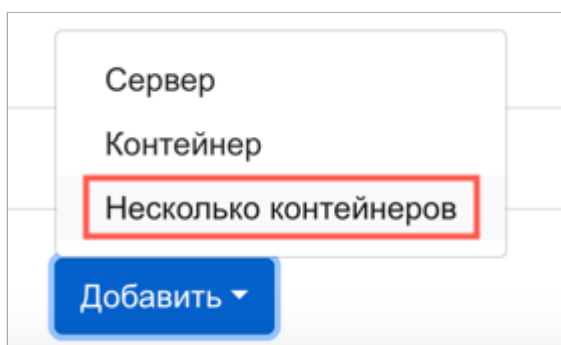 Сервер
Контейнер
Несколько контейнеров
Добавить